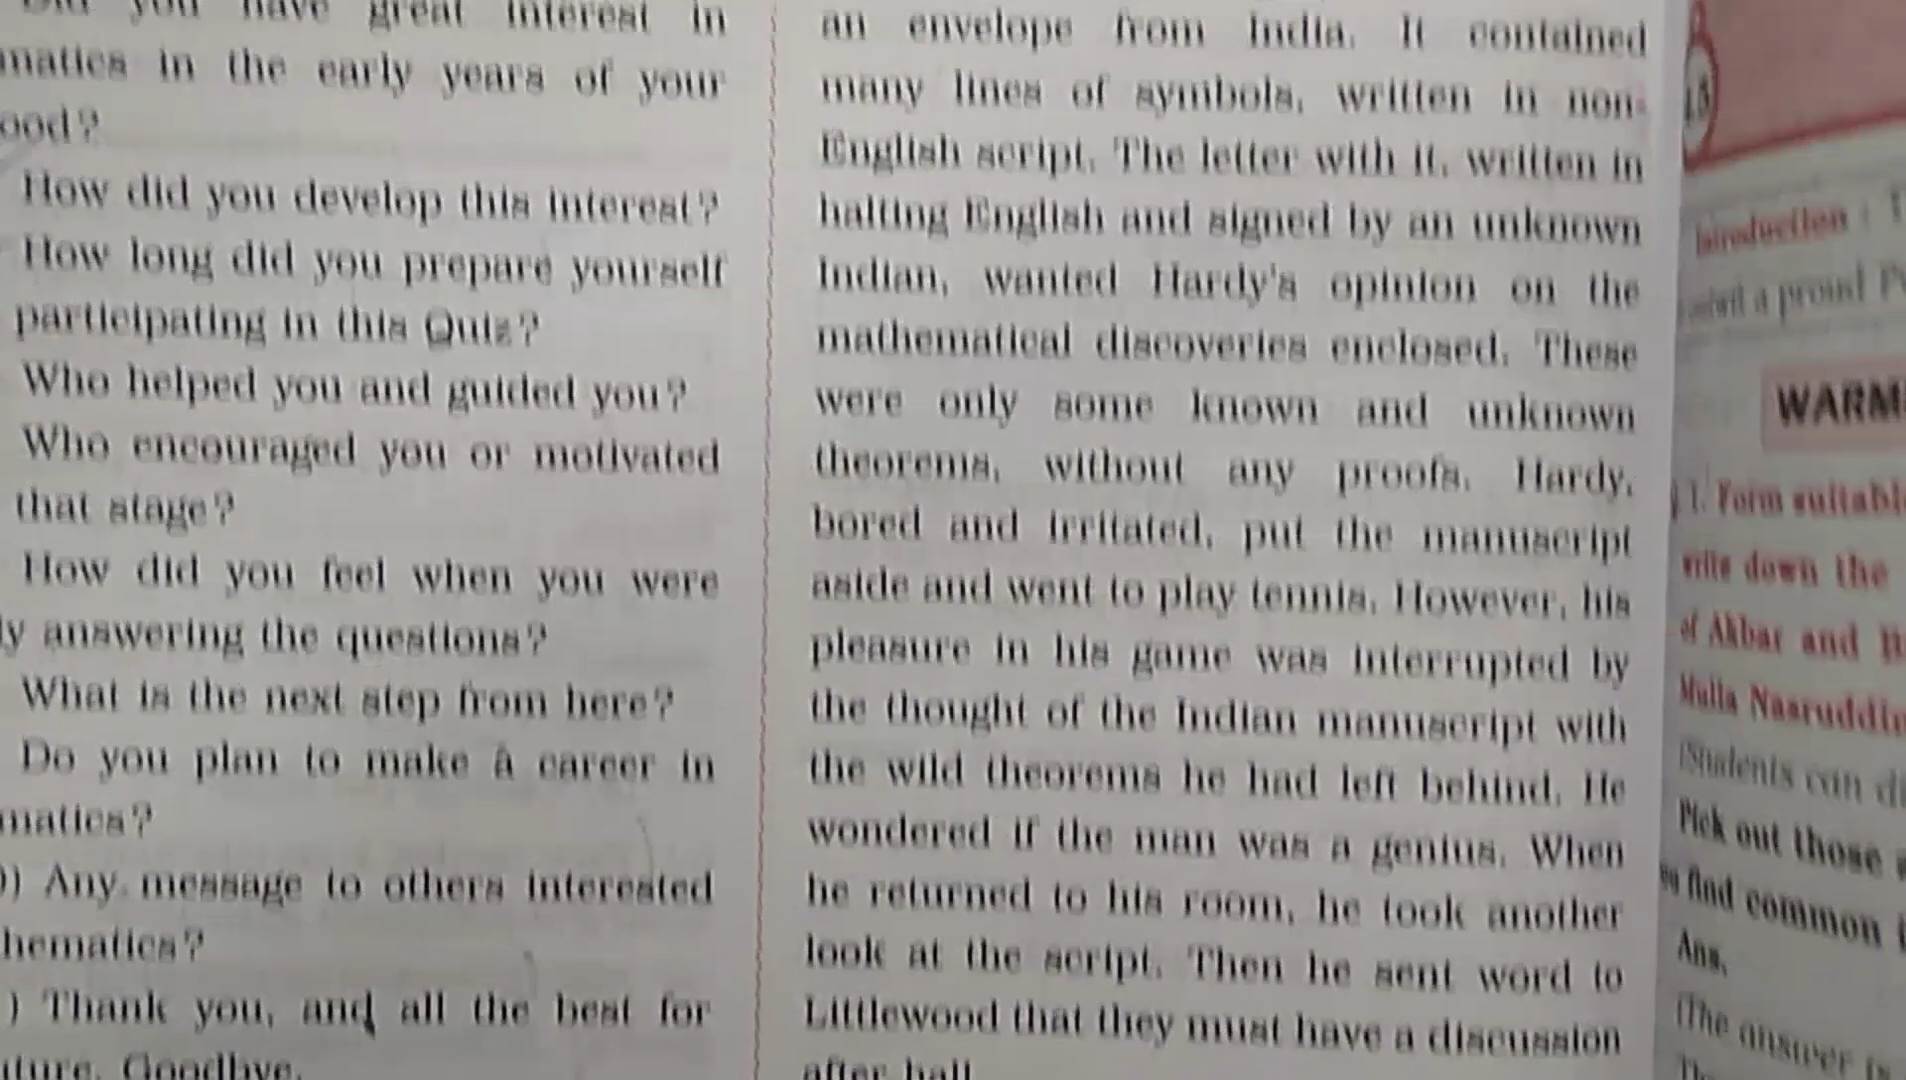 you have great interest in
matics in the early years of your
ood?
How did you develop this interest?
How long did you prepare yourself
participating in this Quiz?
Who helped you and guided you?
Who encouraged you or motivated
that stage?
How did you feel when you were
ly answering the questions?
What is the next step from here?
Do you plan to make a career in
matics?
) Any message to others interested
hematics?
) Thank you, and all the best for
uture. Goodbye.
an envelope from India. It contained
many lines of symbols, written in non-
English script. The letter with it, written in
halting English and signed by an unknown
Indian, wanted Hardy's opinion on the
mathematical discoveries enclosed. These
were only some known and unknown
theorems, without any proofs. Hardy,
bored and irritated, put the manuscript
aside and went to play tennis. However, his
pleasure in his game was interrupted by
the thought of the Indian manuscript with
the wild theorems he had left behind. He
wondered if the man was a genius. When
he returned to his room, he took another
look at the script. Then he sent word to
Littlewood that they must have a discussion
after hall
Introduction :
a proud
WARM
1. Form suitabl
write down the
of Akbar and B
Mulla Nasruddin
(Students can di
Pick out those
find common i
Ans.
(The answer is